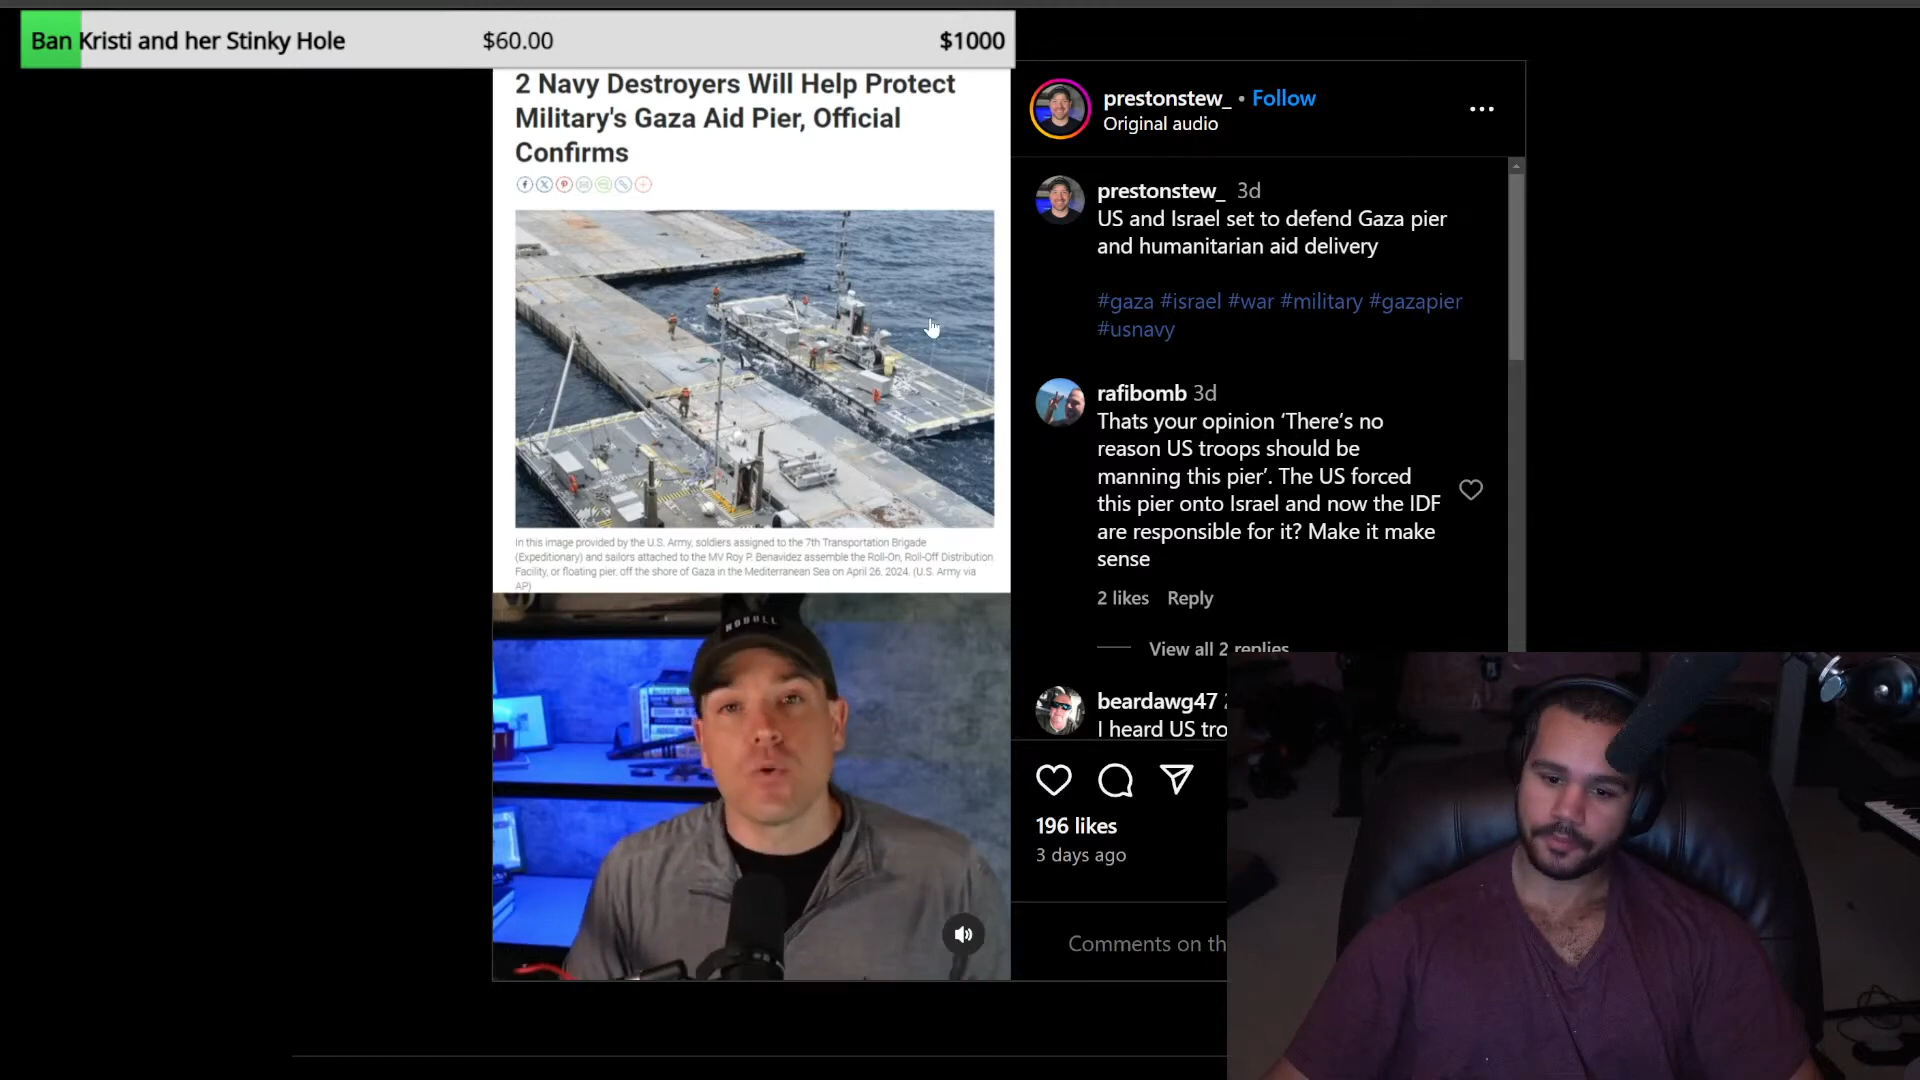 Ban Kristi and her Stinky Hole $60.00 $1000
2 Navy Destroyers Will Help Protect
Military's Gaza Aid Pier, Official
Confirms
In this image provided by the U.S. Army, soldiers assigned to the 7th Transportation Brigade
(Expeditionary) and sailors attached to the MV Roy P. Benavidez assemble the Roll-On, Roll-Off Distribution
Facility, or floating pier, off the shore of Gaza in the Mediterranean Sea on April 26, 2024. (U.S. Army via
AP)
NOBULL
prestonstew_ • Follow
Original audio
prestonstew_ 3d
US and Israel set to defend Gaza pier
and humanitarian aid delivery
#gaza #israel #war #military #gazapier
#usnavy
rafibomb 3d
Thats your opinion ‘There’s no
reason US troops should be
manning this pier’. The US forced
this pier onto Israel and now the IDF
are responsible for it? Make it make
sense
2 likes Reply
View all 2 replies
beardawg47
I heard US tro
196 likes
3 days ago
Comments on th